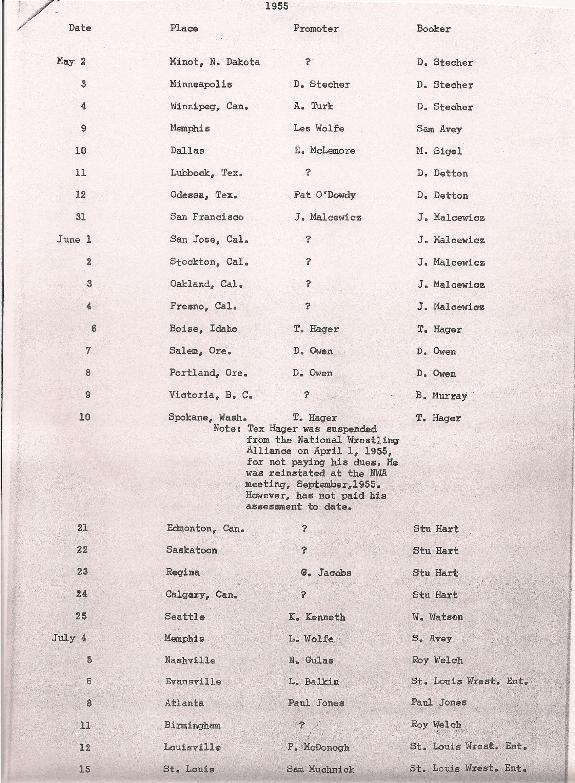 1955
Date Place Promoter Booker
May 2 Minot, N. Dakota ? D. Stecher
3 Minneapolis D. Stecher D. Stecher
4 Winnipeg, Can. A. Turk D. Stecher
9 Memphis Les Wolfe Sam Avey
10 Dallas E. McLemore M. Sigel
11 Lubbock, Tex. ? D. Detton
12 Odessa, Tex. Pat O'Dowdy D. Detton
31 San Francisco J. Malcewicz J. Malcewicz
June 1 San Jose, Cal. ? J. Malcewicz
2 Stockton, Cal. ? J. Malcewicz
3 Oakland, Cal. ? J. Malcewicz
4 Fresno, Cal. ? J. Malcewicz
6 Boise, Idaho T. Hager T. Hager
7 Salem, Ore. D. Owen D. Owen
8 Portland, Ore. D. Owen D. Owen
9 Victoria, B. C. ? B. Murray
10 Spokane, Wash. T. Hager T. Hager
Note: Tex Hager was suspended
from the National Wrestling
Alliance on April 1, 1955,
for not paying his dues. He
was reinstated at the NWA
meeting, September,1955.
However, has not paid his
assessment to date.
21 Edmonton, Can. ? Stu Hart
22 Saskatoon ? Stu Hart
23 Regina G. Jacobs Stu Hart
24 Calgary, Can. ? Stu Hart
25 Seattle K. Kenneth W. Watson
July 4 Memphis L. Wolfe S. Avey
5 Nashville N. Gulas Roy Welch
6 Evansville L. Balkin St. Louis Wrest. Ent.
8 Atlanta Paul Jones Paul Jones
11 Birmingham ? Roy Welch
12 Louisville F. McDonogh St. Louis Wrest. Ent.
15 St. Louis Sam Muchnick St. Louis Wrest. Ent.